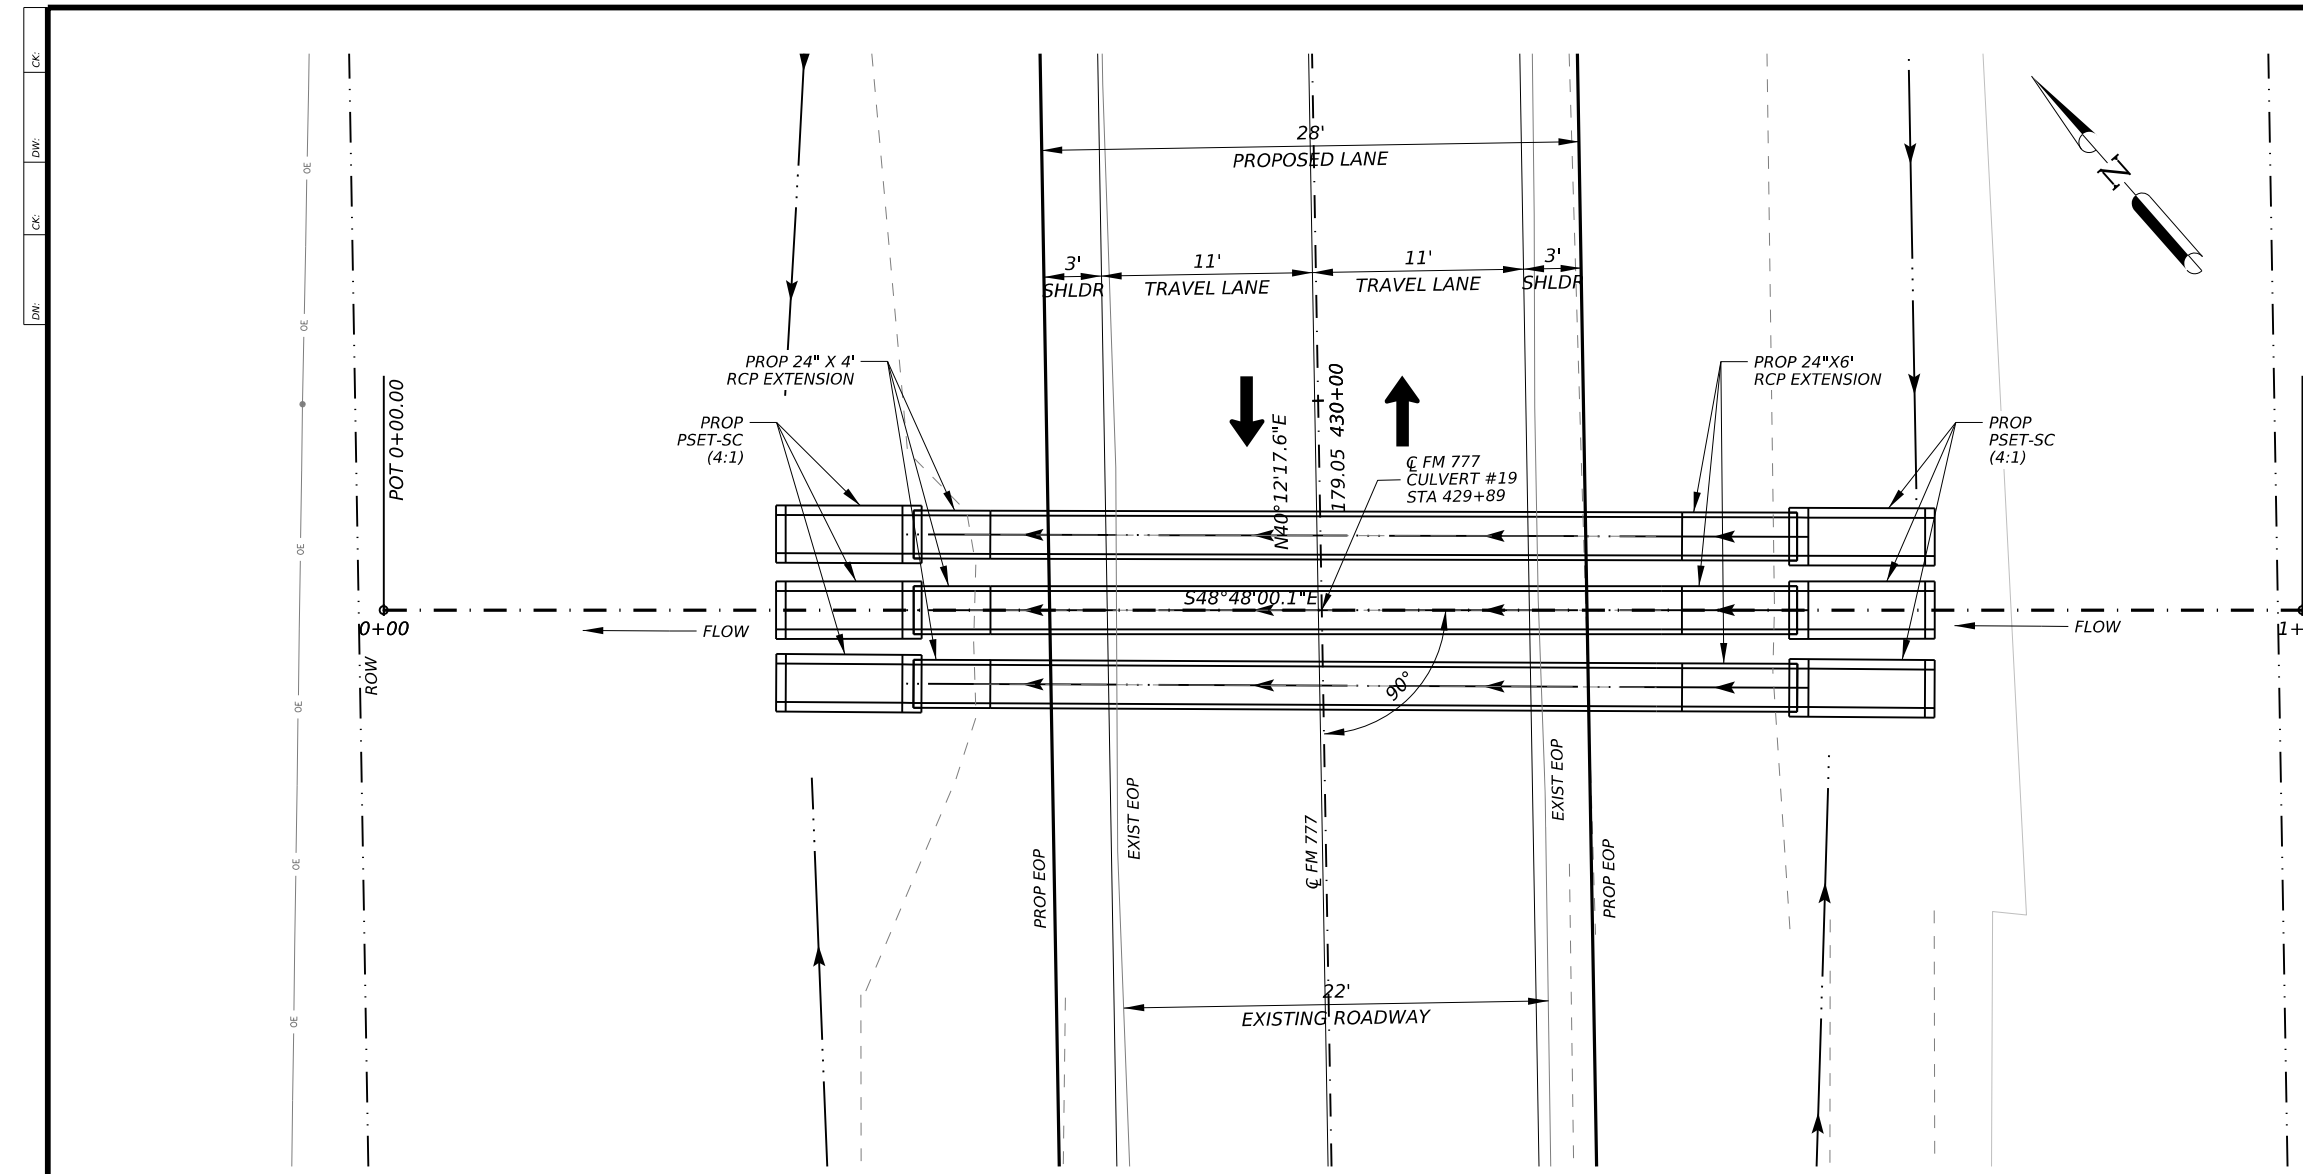 CK:
DW:
CK:
DN:
OE
OE
OE
OE
OE
OE
28'
PROPOSED LANE
N
3'
SHLDR
11'
TRAVEL LANE
11'
TRAVEL LANE
3'
SHLDR
PROP 24" X 4'
RCP EXTENSION
PROP 24"X6'
RCP EXTENSION
POT 0+00.00
PROP
PSET-SC
(4:1)
PROP
PSET-SC
(4:1)
N40°12'17.6"E
179.05
430+00
℄ FM 777
CULVERT #19
STA 429+89
S48°48'00.1"E
0+00
FLOW
FLOW
1+
ROW
90°
EXIST EOP
EXIST EOP
PROP EOP
℄ FM 777
PROP EOP
22'
EXISTING ROADWAY